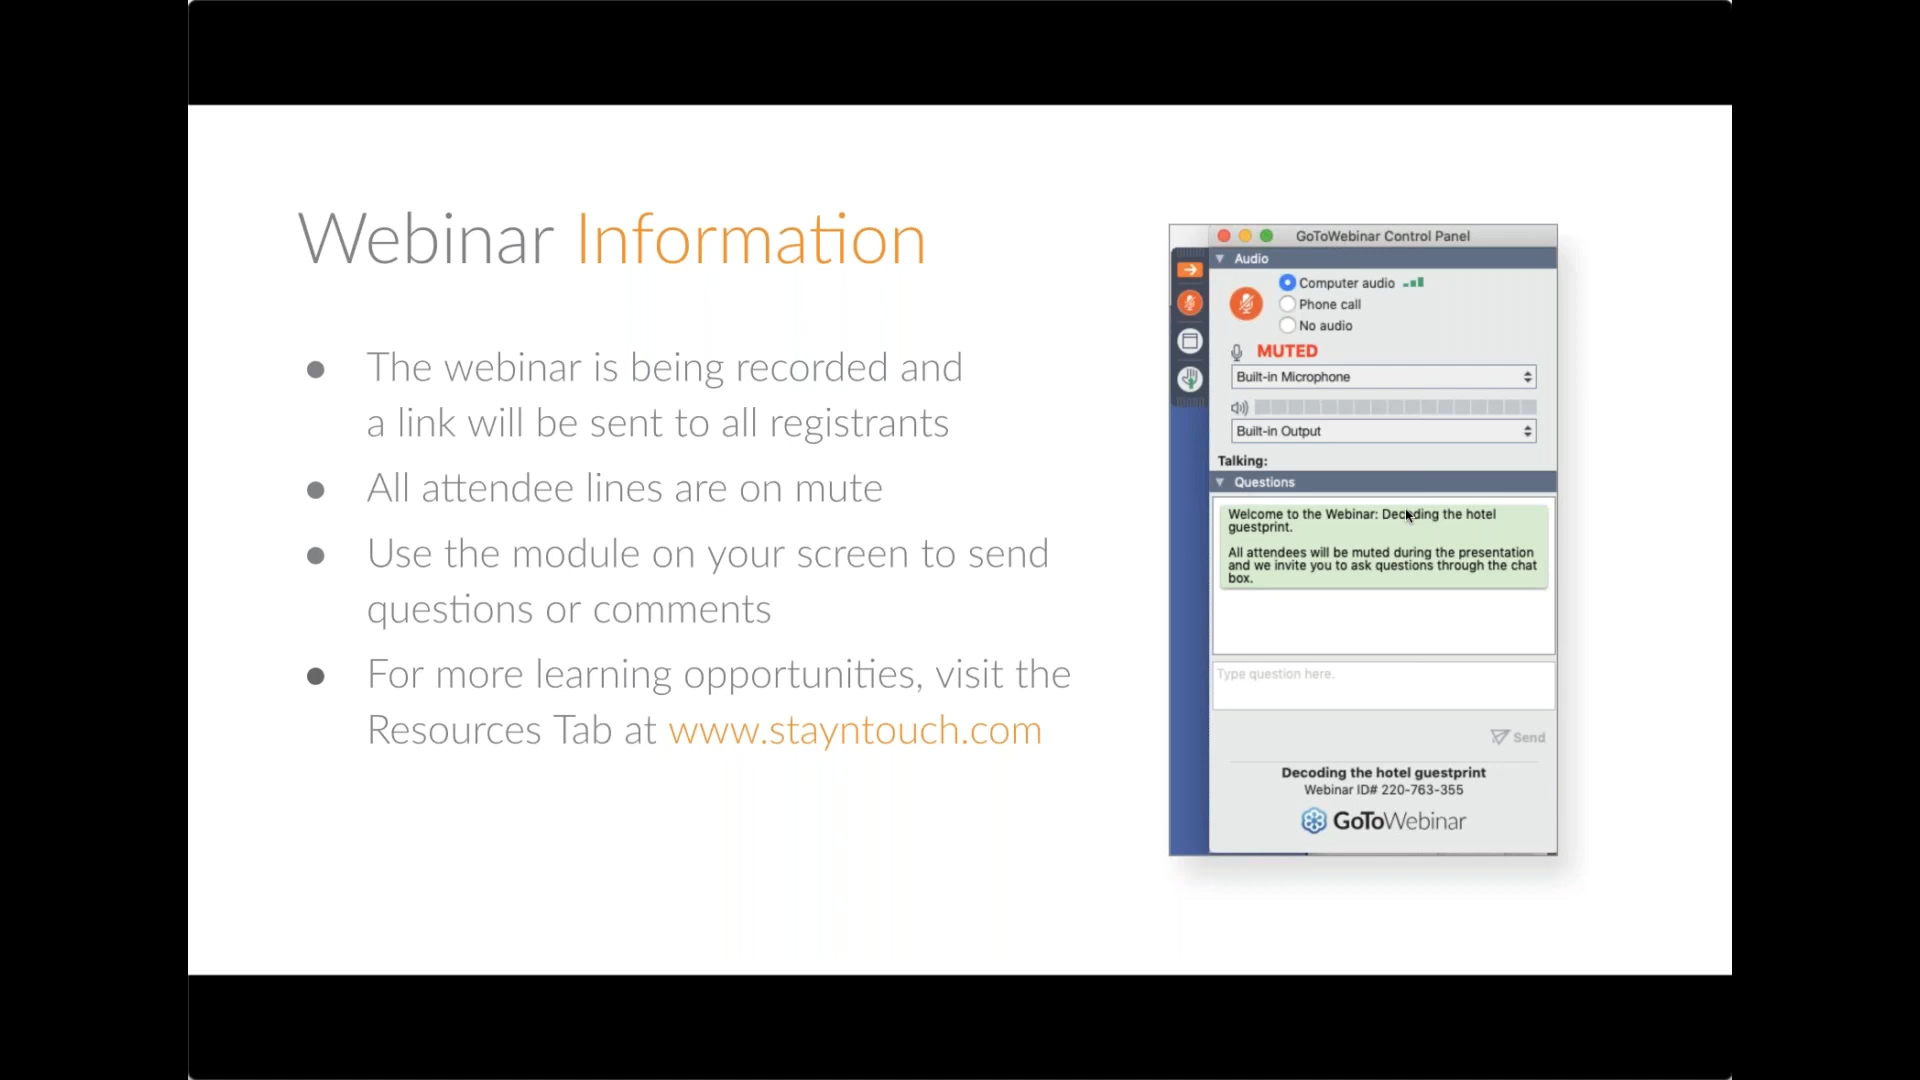 Webinar Information
● The webinar is being recorded and
a link will be sent to all registrants
● All attendee lines are on mute
● Use the module on your screen to send
questions or comments
● For more learning opportunities, visit the
Resources Tab at www.stayntouch.com
GoToWebinar Control Panel
Audio
Computer audio
Phone call
No audio
MUTED
Built-in Microphone
Built-in Output
Talking:
Questions
Welcome to the Webinar: Decoding the hotel
guestprint.
All attendees will be muted during the presentation
and we invite you to ask questions through the chat
box.
Type question here.
Send
Decoding the hotel guestprint
Webinar ID# 220-763-355
GoToWebinar